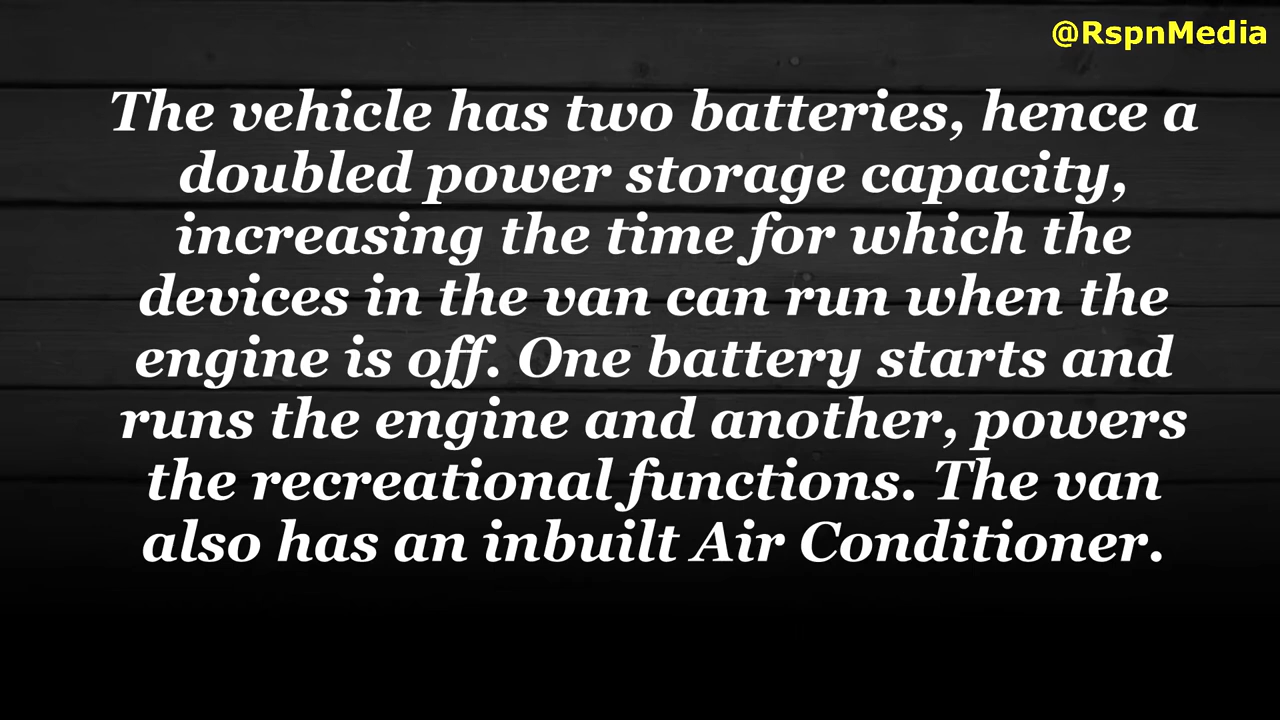 @RspnMedia
The vehicle has two batteries, hence a
doubled power storage capacity,
increasing the time for which the
devices in the van can run when the
engine is off. One battery starts and
runs the engine and another, powers
the recreational functions. The van
also has an inbuilt Air Conditioner.